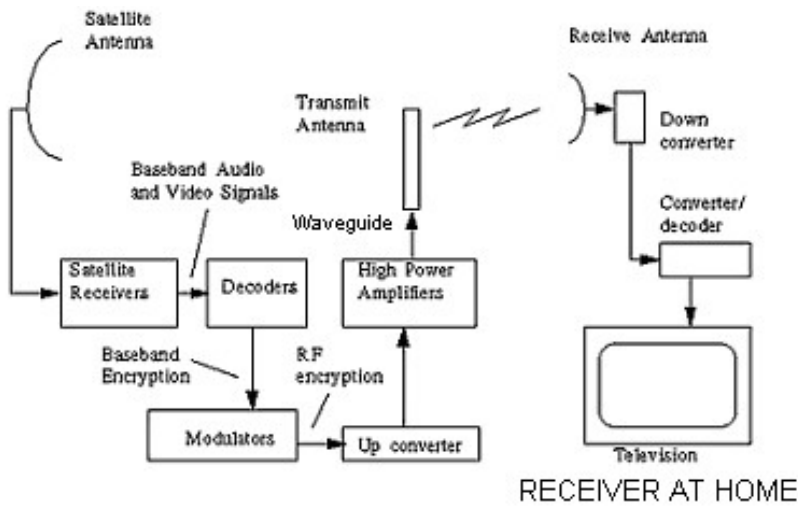 Satellite
Antenna
Receive Antenna
Transmit
Antenna
Down
converter
Baseband Audio
and Video Signals
Waveguide
Converter/
decoder
Satellite
Receivers
Decoders
High Power
Amplifiers
Baseband
Encryption
RF
encryption
Modulators
Up converter
Television
RECEIVER AT HOME